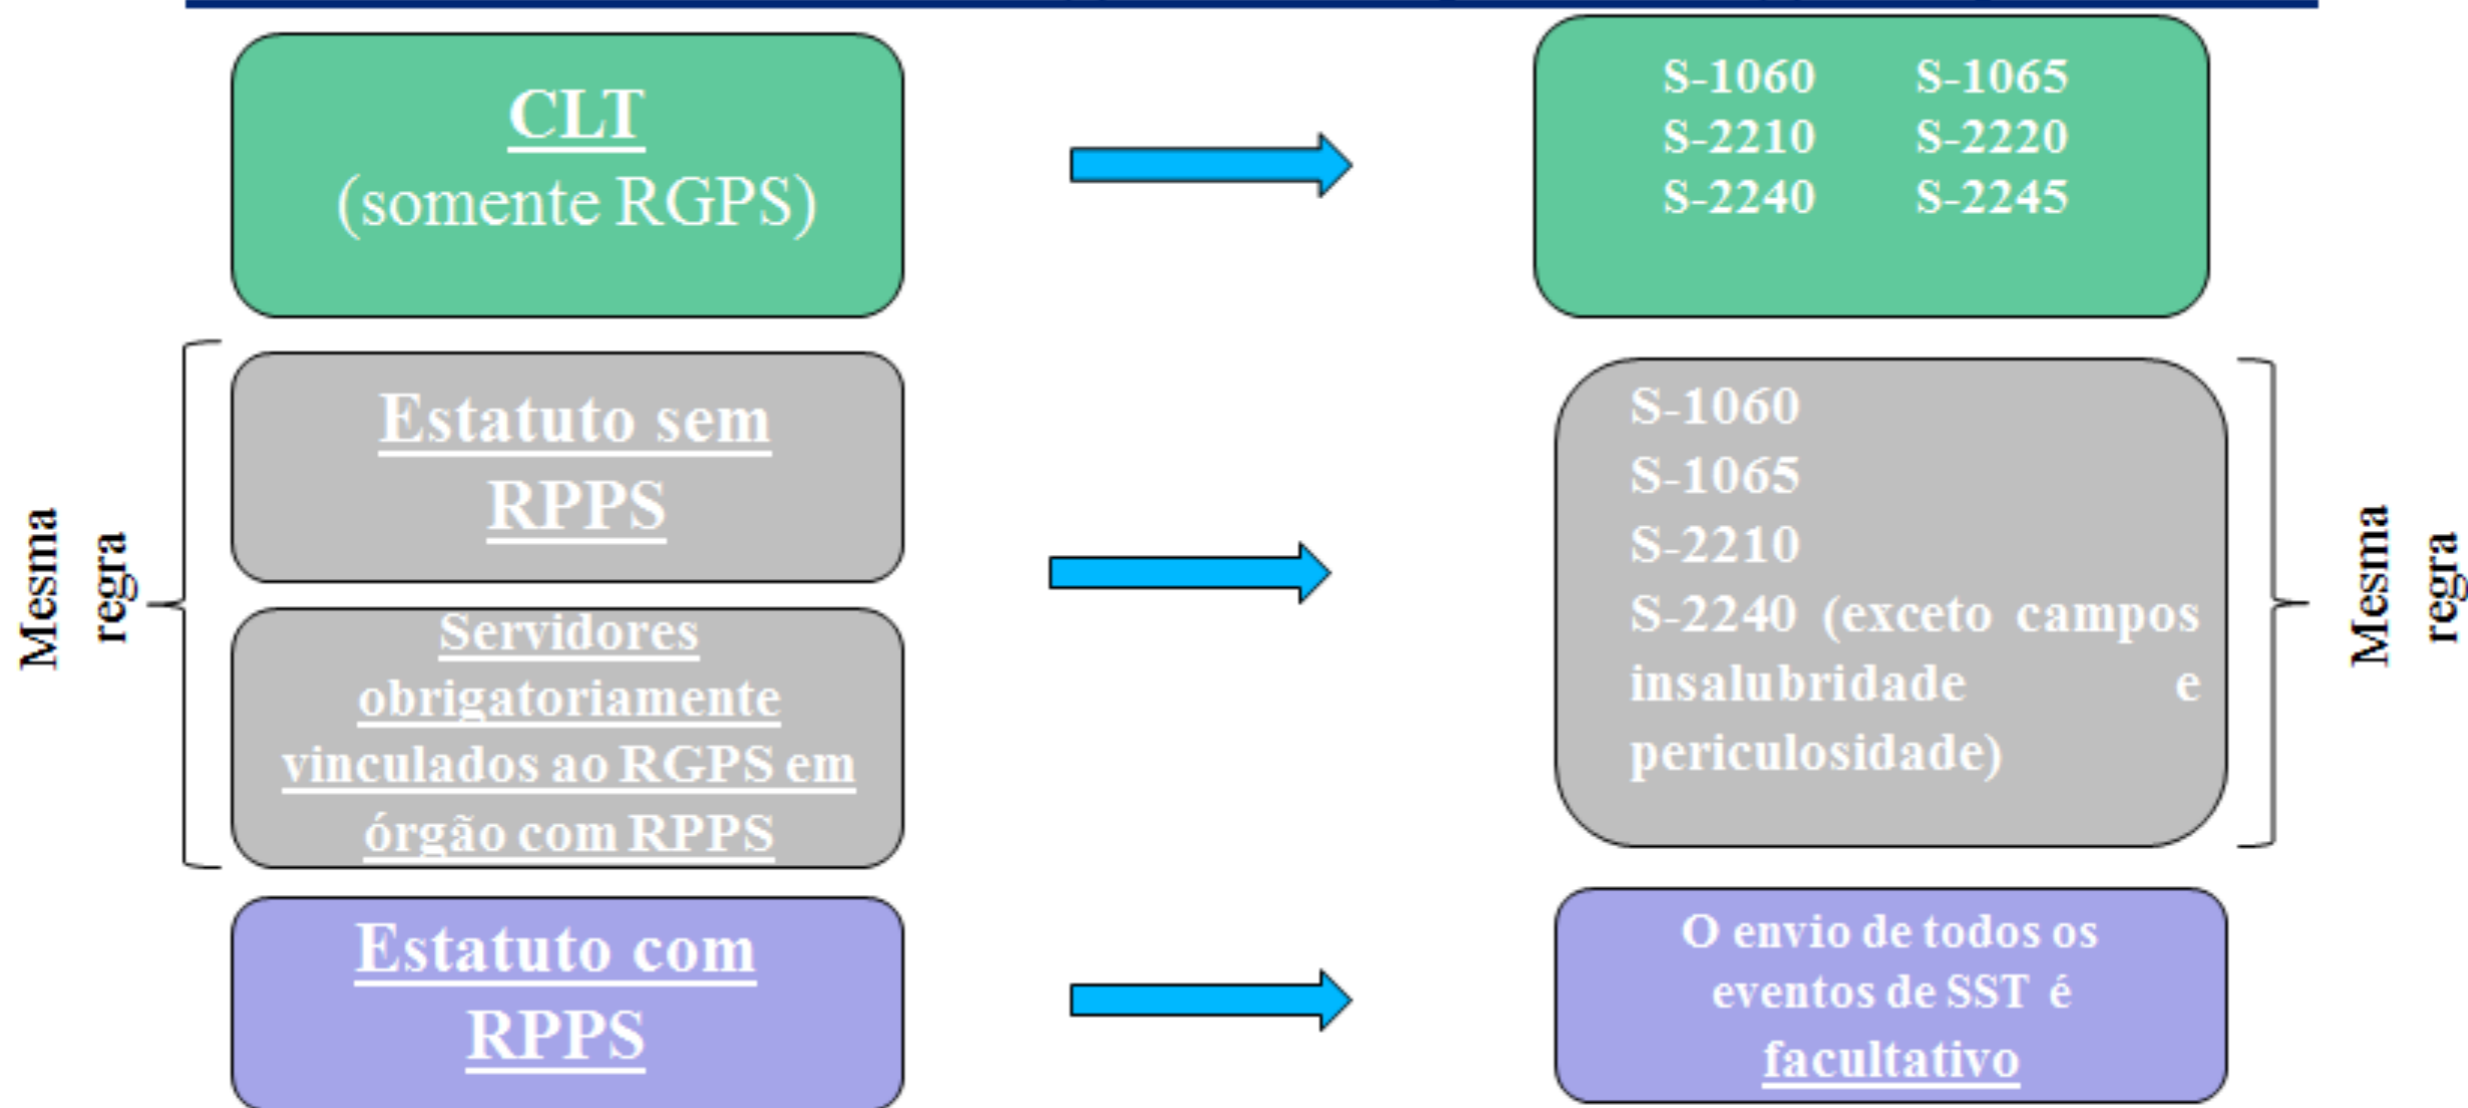 CLT
(somente RGPS)
S-1060 S-1065
S-2210 S-2220
S-2240 S-2245
Mesma
regra
Estatuto sem
RPPS
Servidores
obrigatoriamente
vinculados ao RGPS em
órgão com RPPS
S-1060
S-1065
S-2210
S-2240 (exceto campos
insalubridade e
periculosidade)
Mesma
regra
Estatuto com
RPPS
O envio de todos os
eventos de SST é
facultativo